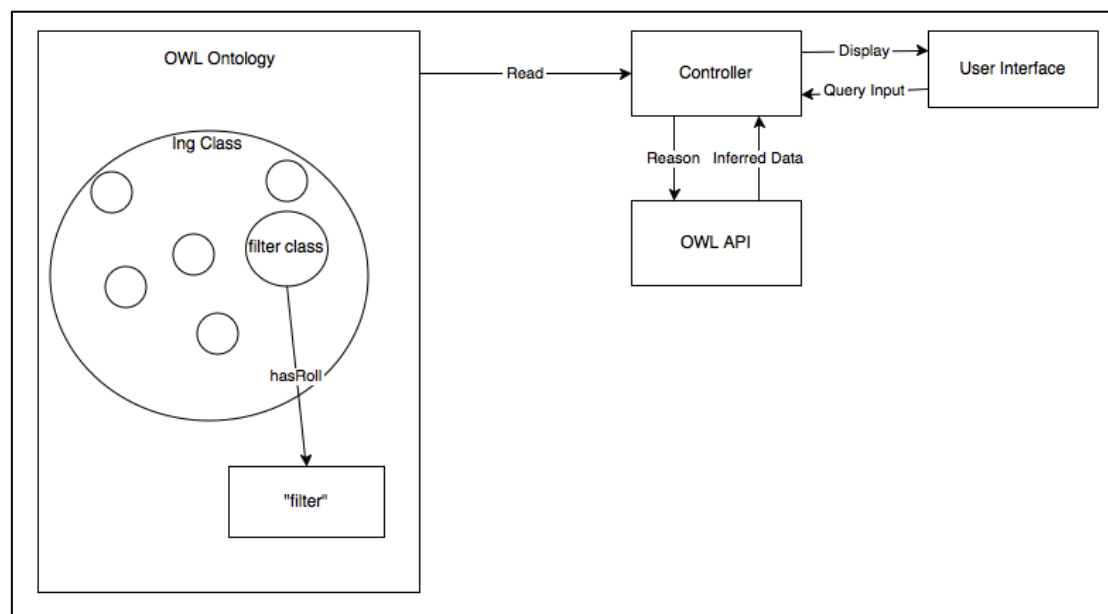 OWL Ontology
Ing Class
filter class
hasRoll
"filter"
Read
Controller
Display
Query Input
User Interface
Reason
Inferred Data
OWL API